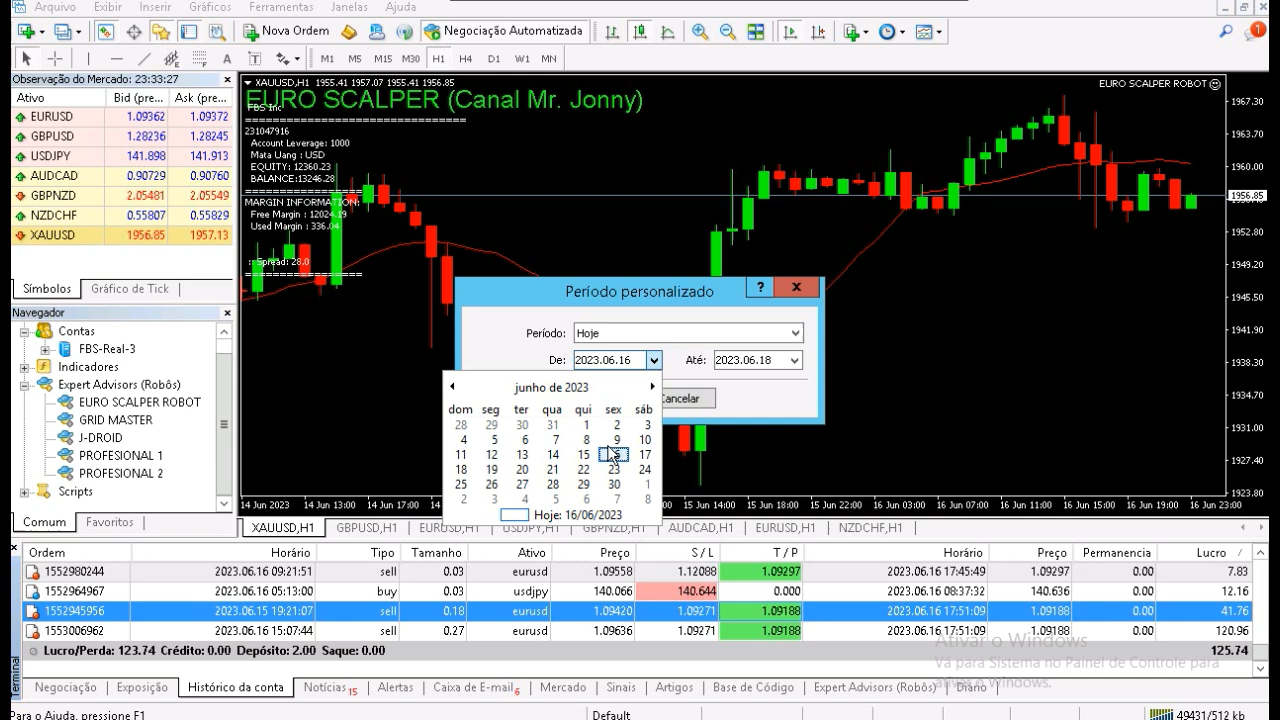 Arquivo Exibir Inserir Gráficos Ferramentas Janelas Ajuda
Nova Ordem Negociação Automatizada 1
A T M1 M5 M15 M30 H1 H4 D1 W1 MN
Observação do Mercado: 23:33:27
Ativo Bid (pre... Ask (pre...
EURUSD 1.09362 1.09372
GBPUSD 1.28236 1.28245
USDJPY 141.898 141.913
AUDCAD 0.90729 0.90760
GBPNZD 2.05481 2.05549
NZDCHF 0.55807 0.55829
XAUUSD 1956.85 1957.13
Símbolos Gráfico de Tick
Navegador
Contas
FBS-Real-3
Indicadores
Expert Advisors (Robôs)
EURO SCALPER ROBOT
GRID MASTER
J-DROID
PROFESIONAL 1
PROFESIONAL 2
Scripts
Comum Favoritos
XAUUSD,H1 1955.41 1957.07 1955.41 1956.85
EURO SCALPER ROBOT
EURO SCALPER (Canal Mr. Jonny)
FBS Inc
231047916
Account Leverage: 1000
Mata Uang : USD
EQUITY: 12360.23
BALANCE:13246.28
MARGIN INFORMATION:
Free Margin : 12024.19
Used Margin : 336.04
:: Spread: 28.0
1967.30
1963.70
1960.00
1956.85
1952.80
1949.20
1945.50
1941.90
1938.30
1931.00
1927.40
1923.80
Período personalizado ? X
Período: Hoje
De: 2023.06.16 Até: 2023.06.18
Cancelar
junho de 2023
dom seg ter qua qui sex sáb
28 29 30 31 1 2 3
4 5 6 7 8 9 10
11 12 13 14 15 17
18 19 20 21 22 23 24
25 26 27 28 29 30 1
2 3 4 5 6 7 8
Hoje: 16/06/2023
14 Jun 2023 14 Jun 17:00 15 Jun 14:00 15 Jun 22:00 16 Jun 03:00 16 Jun 07:00 16 Jun 11:00 16 Jun 15:00 16 Jun 19:00 16 Jun 23:00
XAUUSD,H1 GBPUSD,H1 EURUSD,H1 USDJPY,H1 GBPNZD,H1 AUDCAD,H1 EURUSD,H1 NZDCHF,H1
Ordem Horário Tipo Tamanho Ativo Preço S / L T / P Horário Preço Permanencia Lucro
1552980244 2023.06.16 09:21:51 sell 0.03 eurusd 1.09558 1.12088 1.09297 2023.06.16 17:45:49 1.09297 0.00 7.83
1552964967 2023.06.16 05:13:00 buy 0.03 usdjpy 140.066 140.644 0.000 2023.06.16 08:37:32 140.636 0.00 12.16
1552945956 2023.06.15 19:21:07 sell 0.18 eurusd 1.09420 1.09271 1.09188 2023.06.16 17:51:09 1.09188 0.00 41.76
1553006962 2023.06.16 15:07:44 sell 0.27 eurusd 1.09636 1.09271 1.09188 2023.06.16 17:51:09 1.09188 0.00 120.96
Lucro/Perda: 123.74 Crédito: 0.00 Depósito: 2.00 Saque: 0.00 125.74
Ativar o Windows
Vá para Sistema no Painel de Controle para
ativar o Windows.
Terminal
Negociação Exposição Histórico da conta Notícias 15 Alertas Caixa de E-mail 6 Mercado Sinais Artigos Base de Código Expert Advisors (Robôs) Diário
Para o Ajuda, pressione F1 Default 49431/512 kb